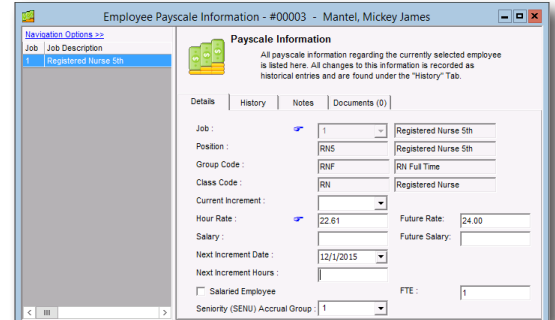 Employee Payscale Information - #00003 - Mantel, Mickey James
Navigation Options >>
Job Job Description
1 Registered Nurse 5th
Payscale Information
All payscale information regarding the currently selected employee
is listed here. All changes to this information is recorded as
historical entries and are found under the "History" Tab.
Details History Notes Documents (0)
Job : 1 Registered Nurse 5th
Position : RN5 Registered Nurse 5th
Group Code : RNF RN Full Time
Class Code : RN Registered Nurse
Current Increment :
Hour Rate : 22.61 Future Rate: 24.00
Salary : Future Salary:
Next Increment Date : 12/1/2015
Next Increment Hours :
Salaried Employee FTE : 1
Seniority (SENU) Accrual Group : 1